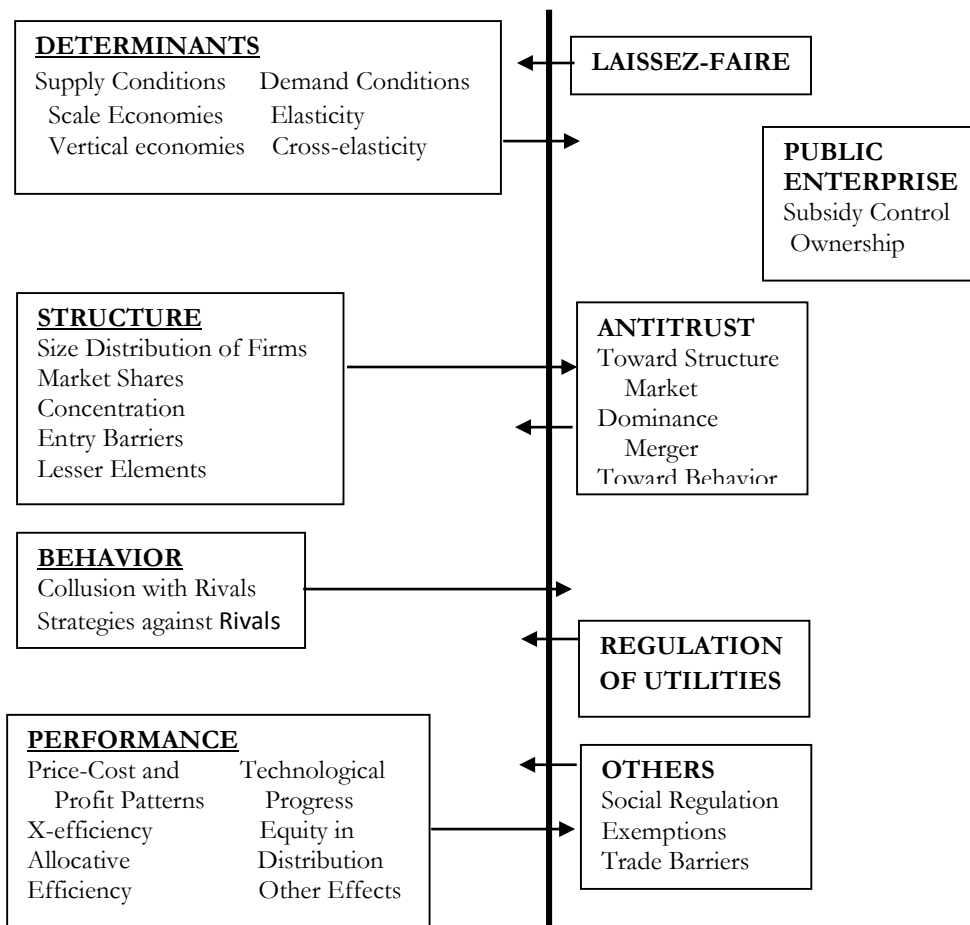 DETERMINANTS
Supply Conditions Demand Conditions
Scale Economies Elasticity
Vertical economies Cross-elasticity
LAISSEZ-FAIRE
PUBLIC
ENTERPRISE
Subsidy Control
Ownership
STRUCTURE
Size Distribution of Firms
Market Shares
Concentration
Entry Barriers
Lesser Elements
ANTITRUST
Toward Structure
Market
Dominance
Merger
Toward Behavior
BEHAVIOR
Collusion with Rivals
Strategies against Rivals
REGULATION
OF UTILITIES
PERFORMANCE
Price-Cost and Technological
Profit Patterns Progress
X-efficiency Equity in
Allocative Distribution
Efficiency Other Effects
OTHERS
Social Regulation
Exemptions
Trade Barriers